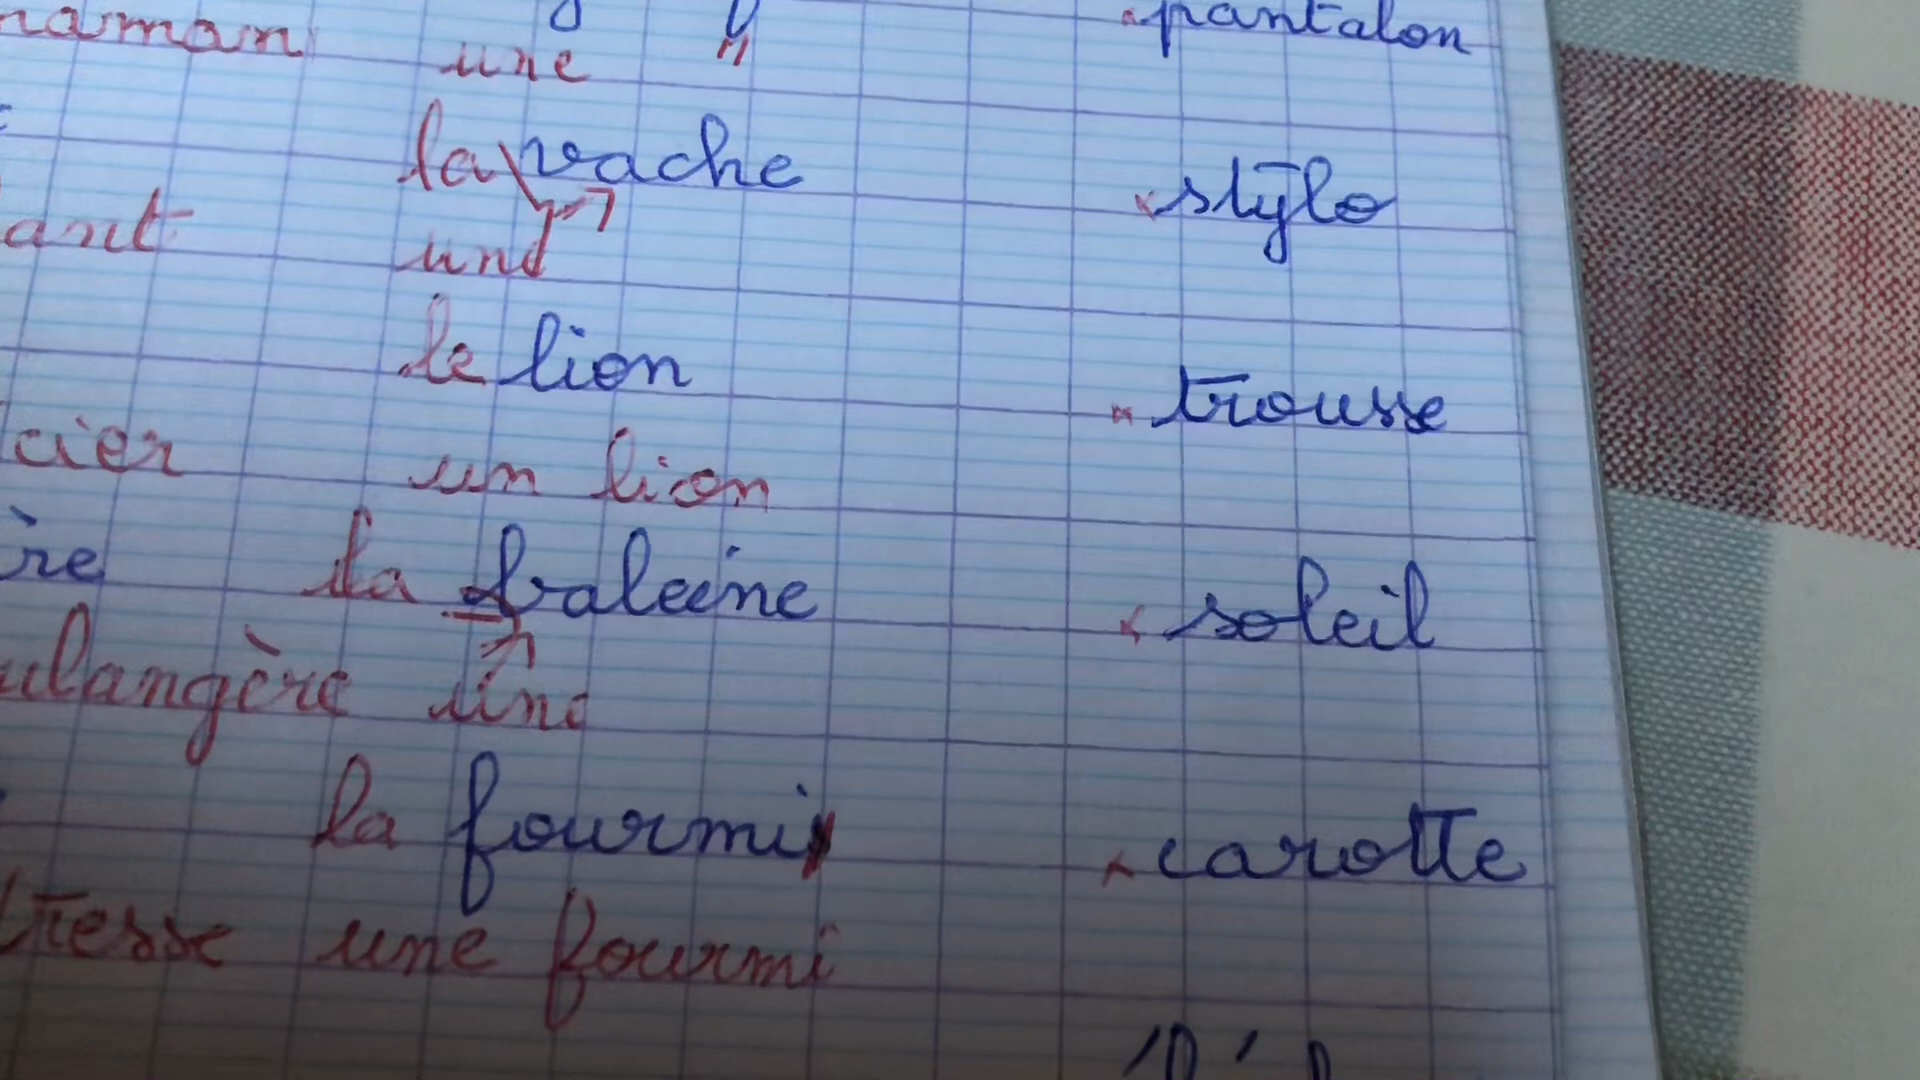 maman une pantalon
la vache stylo
ant une
le lion trousse
cier un lion
re la baleine soleil
ulangère une
la fourmi carotte
tresse une fourmi